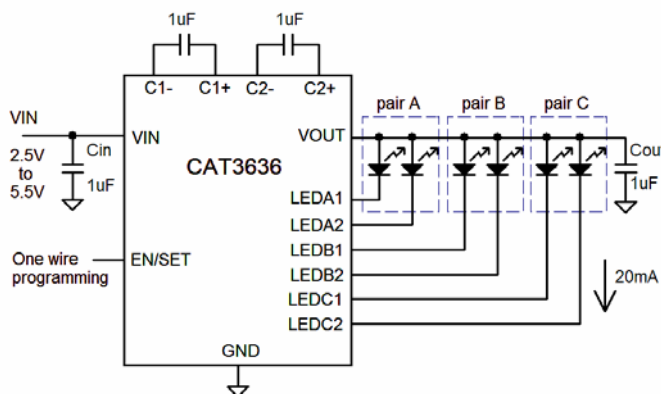 1uF
1uF
C1-
C1+
C2-
C2+
pair A
pair B
pair C
VIN
VIN
VOUT
Cin
Cout
2.5V
to
5.5V
1uF
1uF
CAT3636
LEDA1
LEDA2
LEDB1
LEDB2
LEDC1
LEDC2
One wire
programming
EN/SET
20mA
GND